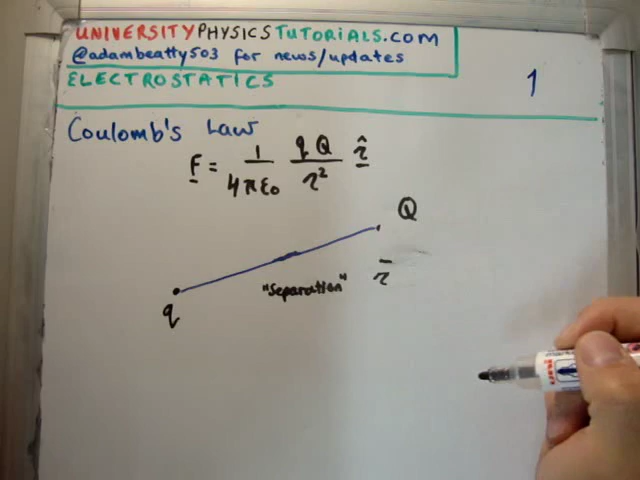 UNIVERSITYPHYSICSTUTORIALS.COM
@adambeatty503 for news/updates
ELECTROSTATICS
1
Coulomb's Law
F = 1/4πε₀ qQ/r² r̂
Q
"Separation" r
q